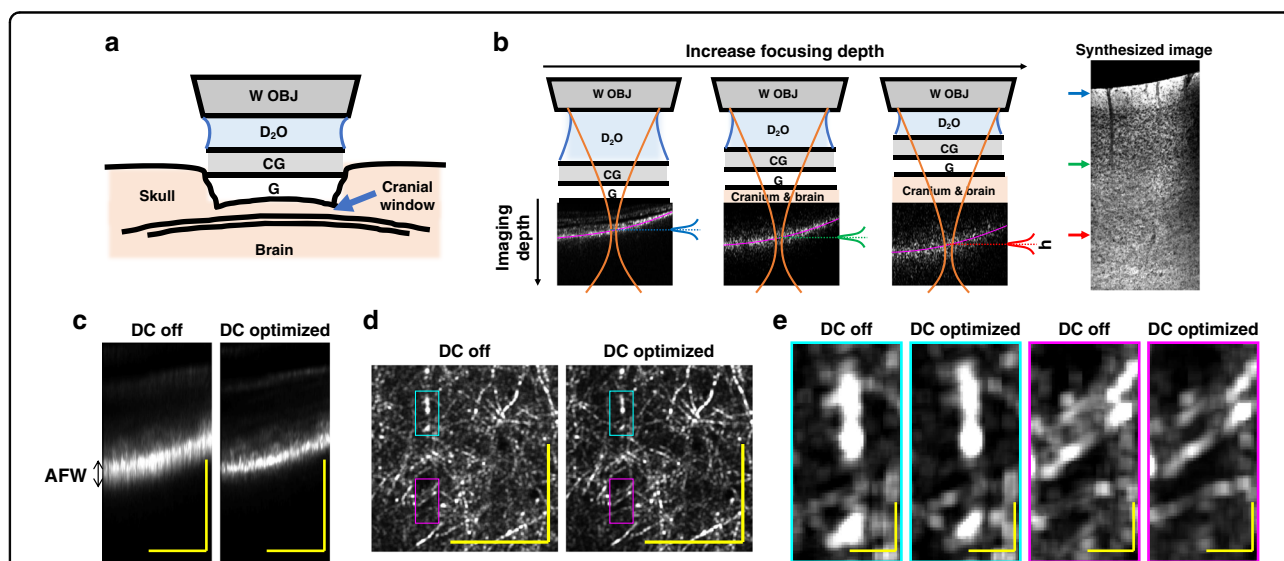 a
W OBJ
D₂O
CG
G
Skull
Cranial
window
Brain
b
Increase focusing depth
Synthesized image
W OBJ
W OBJ
W OBJ
D₂O
D₂O
D₂O
CG
CG
CG
G
G
G
Cranium & brain
Cranium & brain
Imaging
depth
h
c
DC off
DC optimized
AFW
d
DC off
DC optimized
e
DC off
DC optimized
DC off
DC optimized